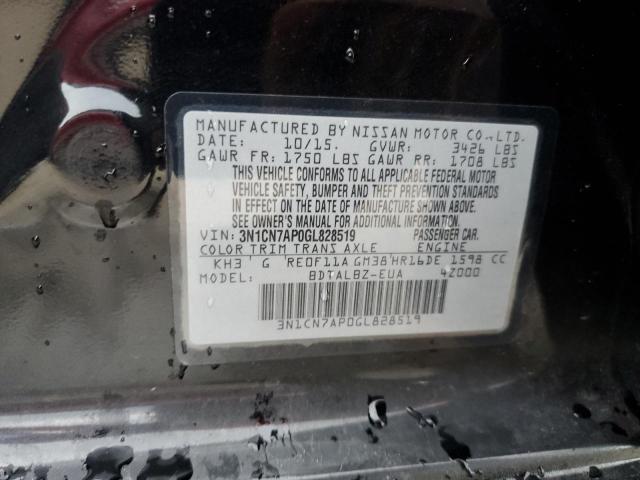 MANUFACTURED BY NISSAN MOTOR CO.,LTD.
DATE: 10/15. GVWR: 3426 LBS
GAWR FR: 1750 LBS GAWR RR: 1708 LBS
THIS VEHICLE CONFORMS TO ALL APPLICABLE FEDERAL MOTOR
VEHICLE SAFETY, BUMPER AND THEFT PREVENTION STANDARDS
IN EFFECT ON THE DATE OF MANUFACTURE SHOWN ABOVE.
SEE OWNER'S MANUAL FOR ADDITIONAL INFORMATION.
VIN: 3N1CN7AP0GL828519 PASSENGER CAR.
COLOR TRIM TRANS AXLE ENGINE
KH3 G RE0F11A GM38 HR16DE 1598 CC
MODEL: BDTALBZ-EUA 4Z000
3N1CN7AP0GL828519